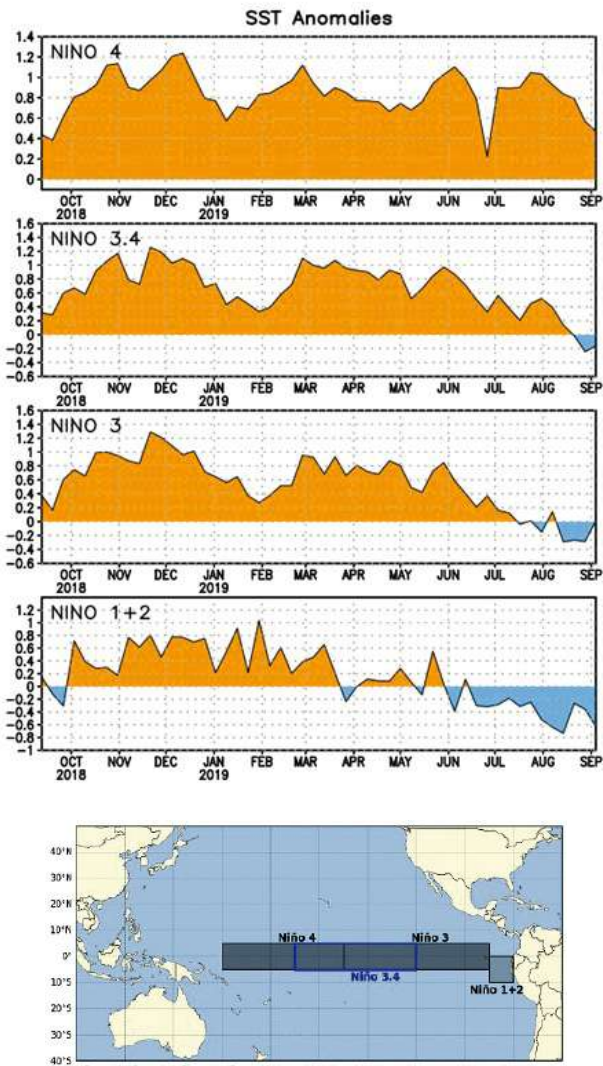 SST Anomalies
NINO 4
1.4
1.2
1
0.8
0.6
0.4
0.2
0
OCT NOV DEC JAN FEB MAR APR MAY JUN JUL AUG SEP
2018 2019
NINO 3.4
1.6
1.4
1.2
1
0.8
0.6
0.4
0.2
0
-0.2
-0.4
-0.6
OCT NOV DEC JAN FEB MAR APR MAY JUN JUL AUG SEP
2018 2019
NINO 3
1.6
1.4
1.2
1
0.8
0.6
0.4
0.2
0
-0.2
-0.4
-0.6
OCT NOV DEC JAN FEB MAR APR MAY JUN JUL AUG SEP
2018 2019
NINO 1+2
1.2
1
0.8
0.6
0.4
0.2
0
-0.2
-0.4
-0.6
-0.8
-1
OCT NOV DEC JAN FEB MAR APR MAY JUN JUL AUG SEP
2018 2019
40°N
30°N
20°N
10°N
Niño 4 Niño 3
0°
Niño 3.4
10°S
Niño 1+2
20°S
30°S
40°S